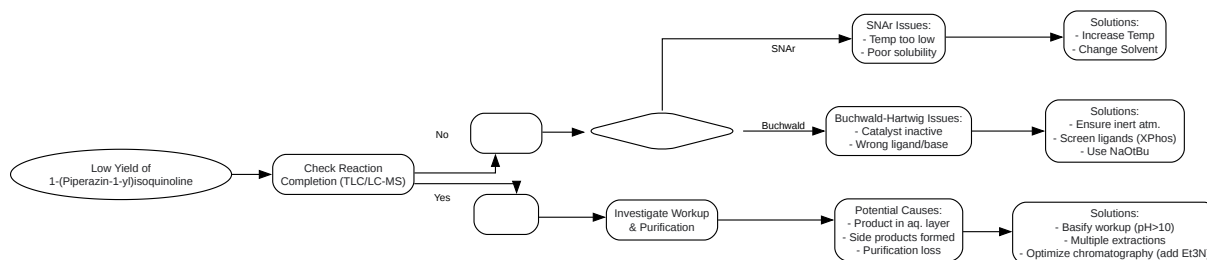 Low Yield of
1-(Piperazin-1-yl)isoquinoline
Check Reaction
Completion (TLC/LC-MS)
No
Yes
SNAr
Buchwald
SNAr Issues:
- Temp too low
- Poor solubility
Solutions:
- Increase Temp
- Change Solvent
Buchwald-Hartwig Issues:
- Catalyst inactive
- Wrong ligand/base
Solutions:
- Ensure inert atm.
- Screen ligands (XPhos)
- Use NaOtBu
Investigate Workup
& Purification
Potential Causes:
- Product in aq. layer
- Side products formed
- Purification loss
Solutions:
- Basify workup (pH>10)
- Multiple extractions
- Optimize chromatography (add Et3N)